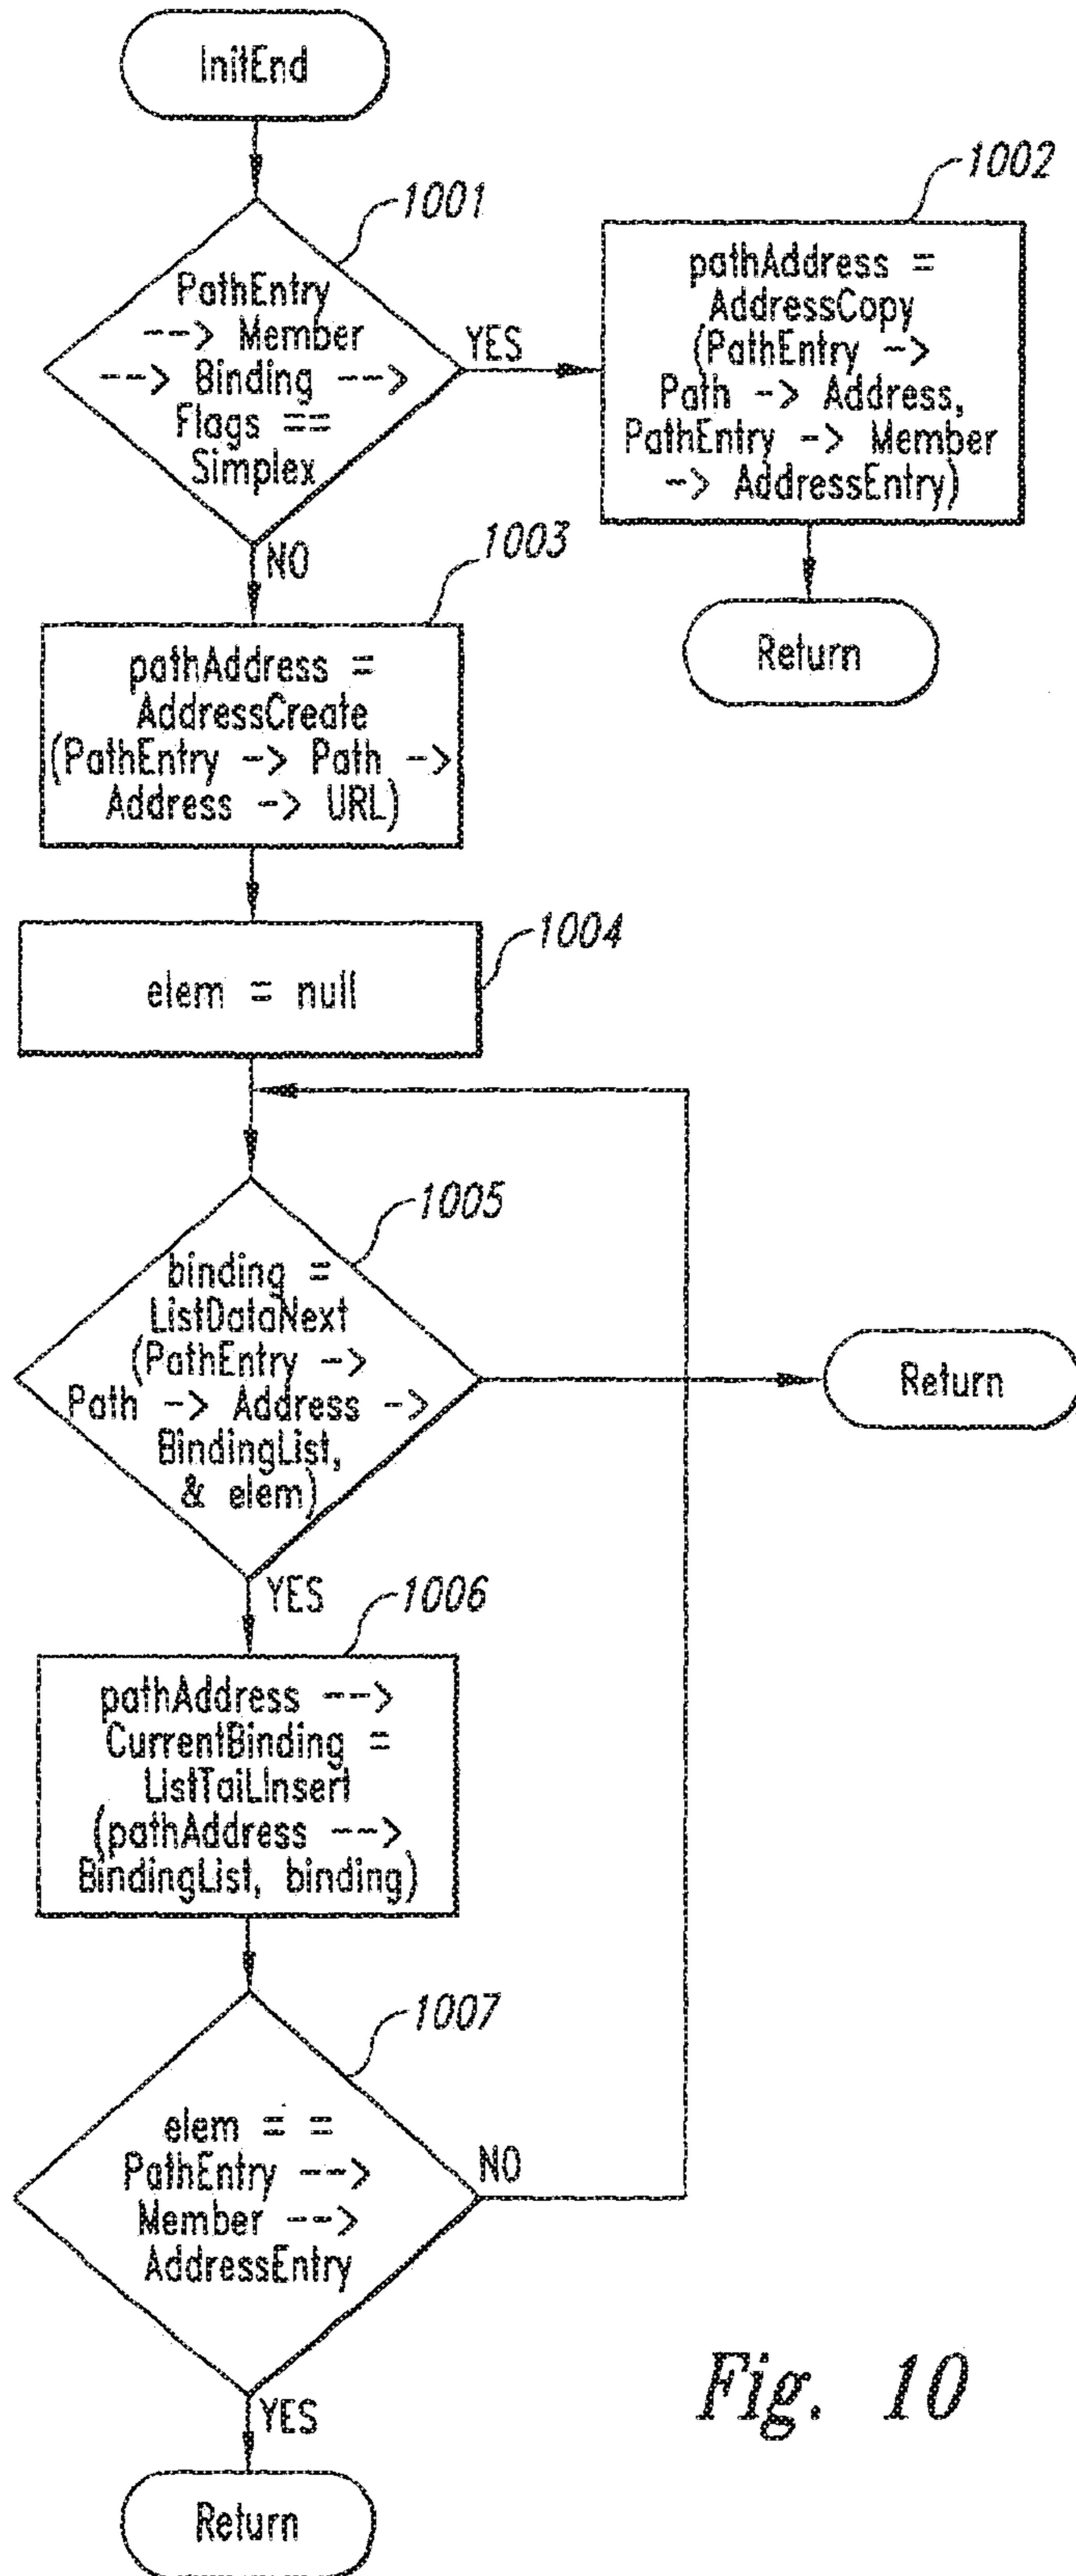 InitEnd
1001
PathEntry
--> Member
--> Binding -->
Flags ==
Simplex
YES
1002
pathAddress =
AddressCopy
(PathEntry ->
Path -> Address,
PathEntry -> Member
-> AddressEntry)
Return
NO
1003
pathAddress =
AddressCreate
(PathEntry -> Path ->
Address -> URL)
1004
elem = null
1005
binding =
ListDataNext
(PathEntry ->
Path -> Address ->
BindingList,
& elem)
Return
YES
1006
pathAddress -->
CurrentBinding =
ListTaiLInsert
(pathAddress -->
BindingList, binding)
1007
elem = =
PathEntry -->
Member -->
AddressEntry
NO
YES
Return
Fig. 10